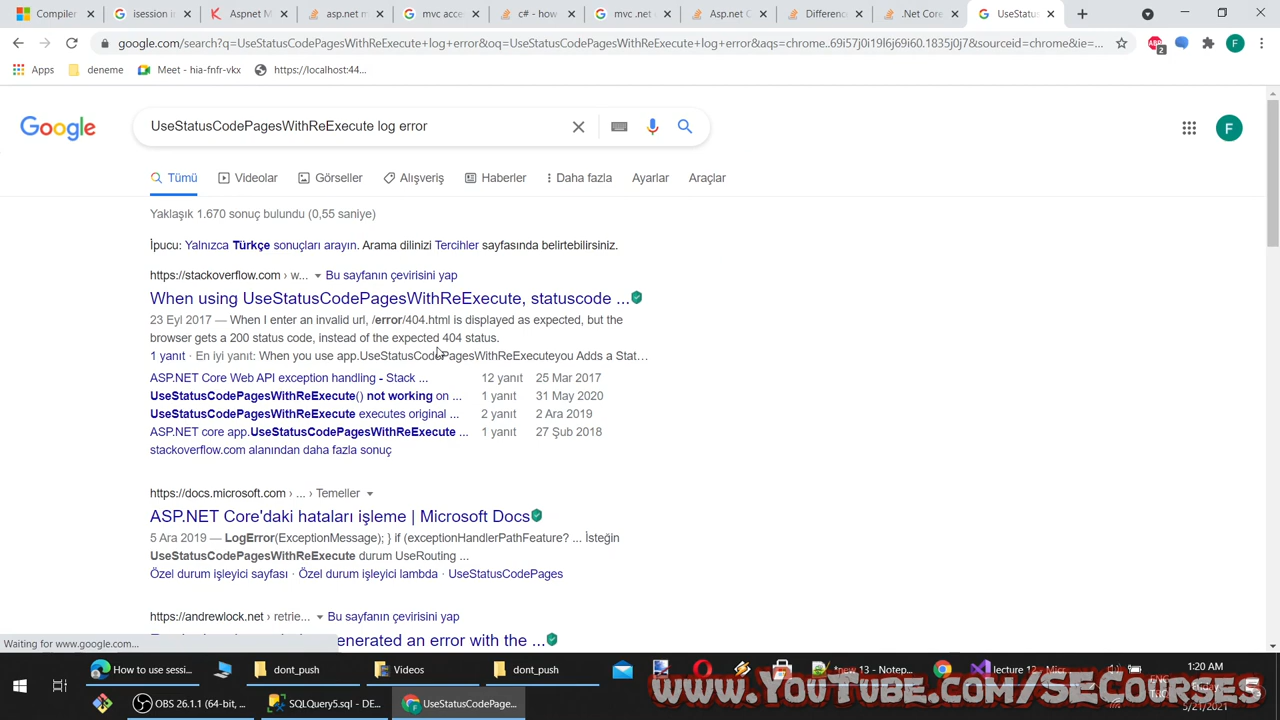 Compiler
isession in
Aspnet M
asp.net m
mvc acce
c# - how
mvc .net
Asp.net C
Differenc
.Net Core
UseStatus
google.com/search?q=UseStatusCodePagesWithReExecute+log+error&oq=UseStatusCodePagesWithReExecute+log+error&aqs=chrome..69i57j0i19l6j69i60.1835j0j7&sourceid=chrome&ie=...
2
F
Apps
deneme
Meet - hia-fnfr-vkx
https://localhost:44...
Google
UseStatusCodePagesWithReExecute log error
F
Tümü
Videolar
Görseller
Alışveriş
Haberler
Daha fazla
Ayarlar
Araçlar
Yaklaşık 1.670 sonuç bulundu (0,55 saniye)
İpucu: Yalnızca Türkçe sonuçları arayın. Arama dilinizi Tercihler sayfasında belirtebilirsiniz.
https://stackoverflow.com › w... Bu sayfanın çevirisini yap
When using UseStatusCodePagesWithReExecute, statuscode ...
23 Eyl 2017 — When I enter an invalid url, /error/404.html is displayed as expected, but the
browser gets a 200 status code, instead of the expected 404 status.
1 yanıt · En iyi yanıt: When you use app.UseStatusCodePagesWithReExecuteyou Adds a Stat...
ASP.NET Core Web API exception handling - Stack ... 12 yanıt 25 Mar 2017
UseStatusCodePagesWithReExecute() not working on ... 1 yanıt 31 May 2020
UseStatusCodePagesWithReExecute executes original ... 2 yanıt 2 Ara 2019
ASP.NET core app.UseStatusCodePagesWithReExecute ... 1 yanıt 27 Şub 2018
stackoverflow.com alanından daha fazla sonuç
https://docs.microsoft.com › ... › Temeller
ASP.NET Core'daki hataları işleme | Microsoft Docs
5 Ara 2019 — LogError(ExceptionMessage); } if (exceptionHandlerPathFeature? ... İsteğin
UseStatusCodePagesWithReExecute durum UseRouting ...
Özel durum işleyici sayfası · Özel durum işleyici lambda · UseStatusCodePages
https://andrewlock.net › retrie... Bu sayfanın çevirisini yap
enerated an error with the ...
Waiting for www.google.com...
How to use sessi...
dont_push
Videos
dont_push
*new 13 - Notep...
lecture 12 - Micr
1:20 AM
ENG
Friday
OBS 26.1.1 (64-bit, ...
SQLQuery5.sql - DE...
UseStatusCodePage...
5/21/2021
www.YouTube.com/SECourses